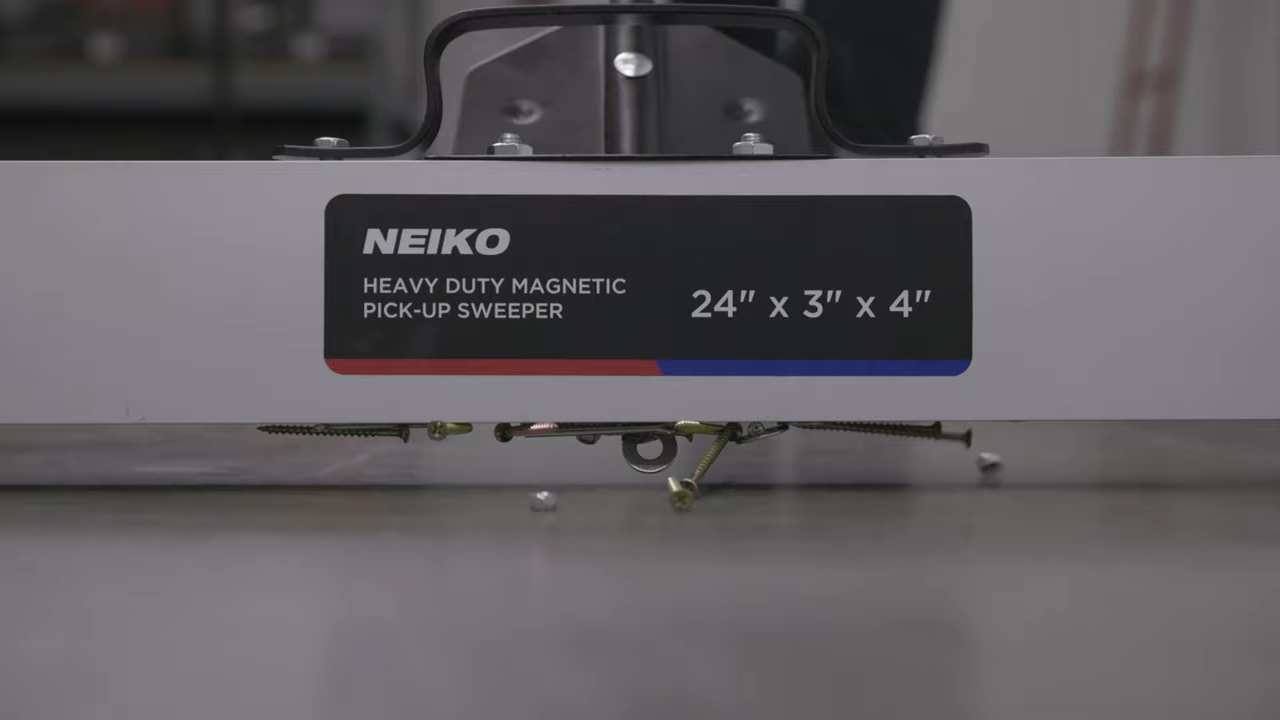 NEIKO
HEAVY DUTY MAGNETIC
PICK-UP SWEEPER
24" x 3" x 4"